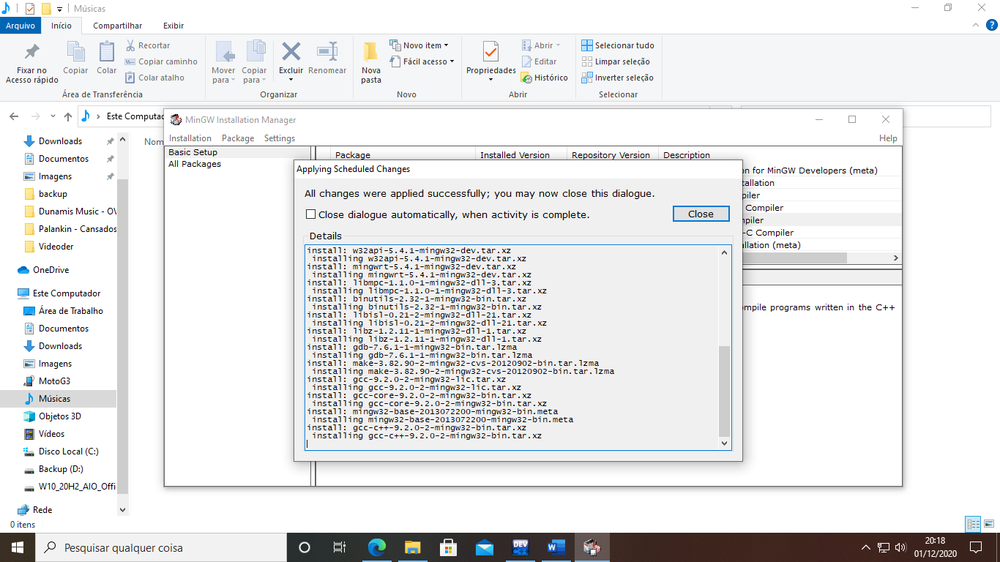 Músicas
Arquivo Início Compartilhar Exibir
Fixar no
Acesso rápido
Copiar
Colar
Recortar
Copiar caminho
Colar atalho
Área de Transferência
Mover
para
Copiar
para
Excluir
Renomear
Organizar
Nova
pasta
Novo item
Fácil acesso
Novo
Propriedades
Abrir
Editar
Histórico
Abrir
Selecionar tudo
Limpar seleção
Inverter seleção
Selecionar
Este Computad
Nom
Downloads
Documentos
Imagens
backup
Dunamis Music - OV
Palankin - Cansados
Videoder
OneDrive
Este Computador
Área de Trabalho
Documentos
Downloads
Imagens
MotoG3
Músicas
Objetos 3D
Vídeos
Disco Local (C:)
Backup (D:)
W10_20H2_AIO_Offi
Rede
0 itens
MinGW Installation Manager
Installation Package Settings Help
Basic Setup
All Packages
Package Installed Version Repository Version Description
on for MinGW Developers (meta)
tallation
piler
Compiler
mpiler
-C Compiler
allation (meta)
ompile programs written in the C++
Applying Scheduled Changes
All changes were applied successfully; you may now close this dialogue.
Close dialogue automatically, when activity is complete.
Close
Details
install: w32api-5.4.1-mingw32-dev.tar.xz
installing w32api-5.4.1-mingw32-dev.tar.xz
install: mingwrt-5.4.1-mingw32-dev.tar.xz
installing mingwrt-5.4.1-mingw32-dev.tar.xz
install: libmpc-1.1.0-1-mingw32-dll-3.tar.xz
installing libmpc-1.1.0-1-mingw32-dll-3.tar.xz
install: binutils-2.32-1-mingw32-bin.tar.xz
installing binutils-2.32-1-mingw32-bin.tar.xz
install: libisl-0.21-2-mingw32-dll-21.tar.xz
installing libisl-0.21-2-mingw32-dll-21.tar.xz
install: libz-1.2.11-1-mingw32-dll-1.tar.xz
installing libz-1.2.11-1-mingw32-dll-1.tar.xz
install: gdb-7.6.1-1-mingw32-bin.tar.lzma
installing gdb-7.6.1-1-mingw32-bin.tar.lzma
install: make-3.82.90-2-mingw32-cvs-20120902-bin.tar.lzma
installing make-3.82.90-2-mingw32-cvs-20120902-bin.tar.lzma
install: gcc-9.2.0-2-mingw32-lic.tar.xz
installing gcc-9.2.0-2-mingw32-lic.tar.xz
install: gcc-core-9.2.0-2-mingw32-bin.tar.xz
installing gcc-core-9.2.0-2-mingw32-bin.tar.xz
install: mingw32-base-2013072200-mingw32-bin.meta
installing mingw32-base-2013072200-mingw32-bin.meta
install: gcc-c++-9.2.0-2-mingw32-bin.tar.xz
installing gcc-c++-9.2.0-2-mingw32-bin.tar.xz
Pesquisar qualquer coisa
DEV
20:18
01/12/2020